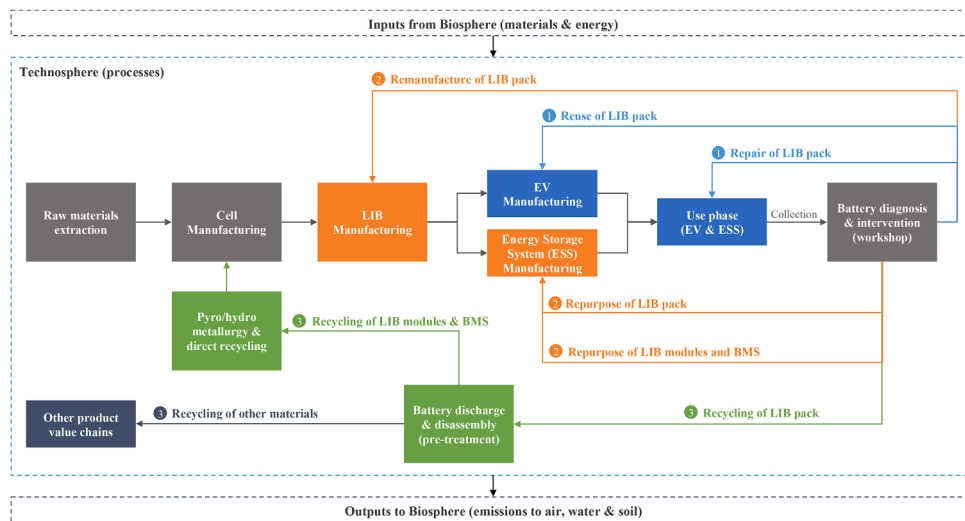 Inputs from Biosphere (materials & energy)
Technosphere (processes)
2 Remanufacture of LIB pack
1 Reuse of LIB pack
1 Repair of LIB pack
Raw materials
extraction
Cell
Manufacturing
LIB
Manufacturing
EV
Manufacturing
Energy Storage
System (ESS)
Manufacturing
Use phase
(EV & ESS)
Collection
Battery diagnosis
& intervention
(workshop)
2 Repurpose of LIB pack
2 Repurpose of LIB modules and BMS
Pyro/hydro
metallurgy &
direct recycling
3 Recycling of LIB modules & BMS
Other product
value chains
3 Recycling of other materials
Battery discharge
& disassembly
(pre-treatment)
3 Recycling of LIB pack
Outputs to Biosphere (emissions to air, water & soil)